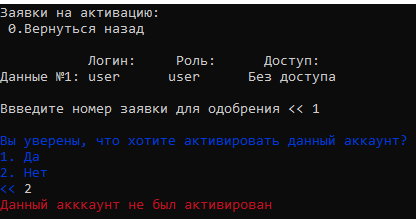 Заявки на активацию:
0.Вернуться назад
Логин: Роль: Доступ:
Данные №1: user user Без доступа
Ввведите номер заявки для одобрения << 1
Вы уверены, что хотите активировать данный аккаунт?
1. Да
2. Нет
<< 2
Данный акккаунт не был активирован